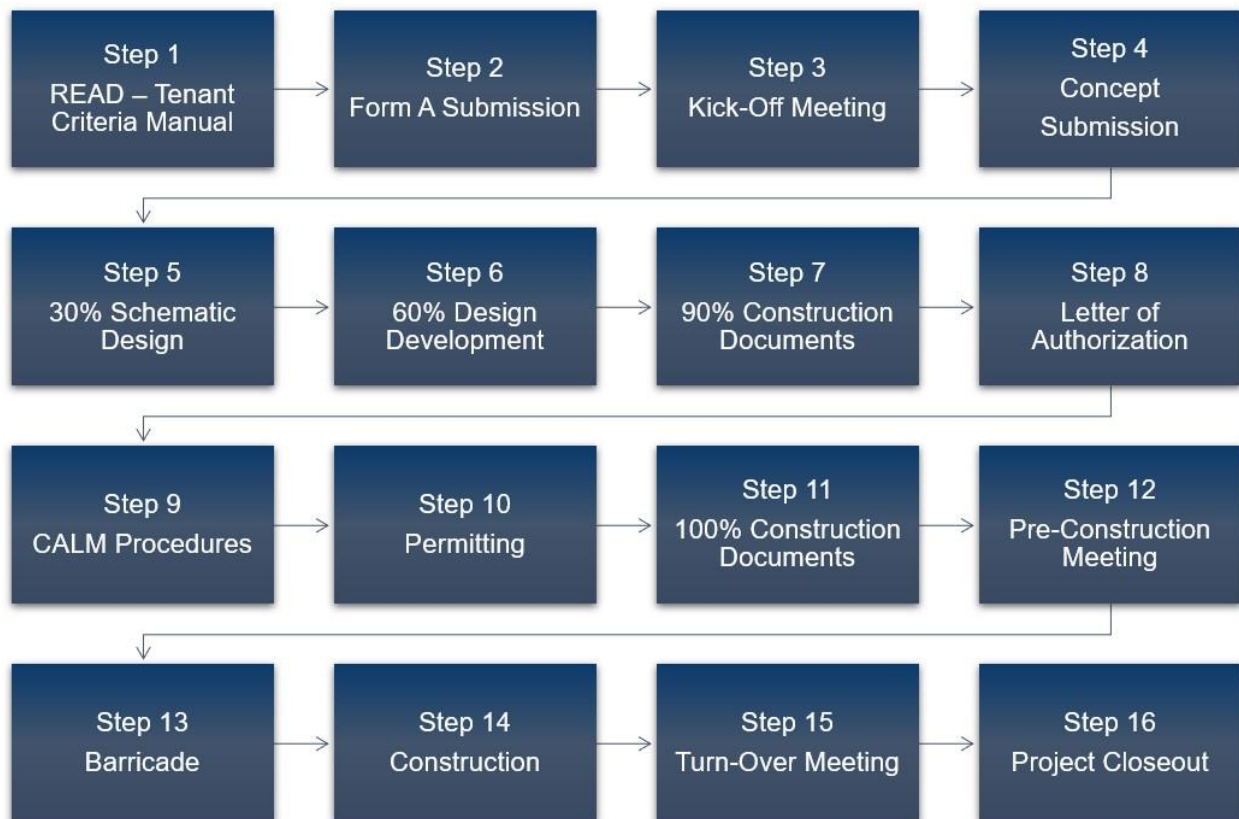 Step 1
READ – Tenant
Criteria Manual
Step 2
Form A Submission
Step 3
Kick-Off Meeting
Step 4
Concept
Submission
Step 5
30% Schematic
Design
Step 6
60% Design
Development
Step 7
90% Construction
Documents
Step 8
Letter of
Authorization
Step 9
CALM Procedures
Step 10
Permitting
Step 11
100% Construction
Documents
Step 12
Pre-Construction
Meeting
Step 13
Barricade
Step 14
Construction
Step 15
Turn-Over Meeting
Step 16
Project Closeout